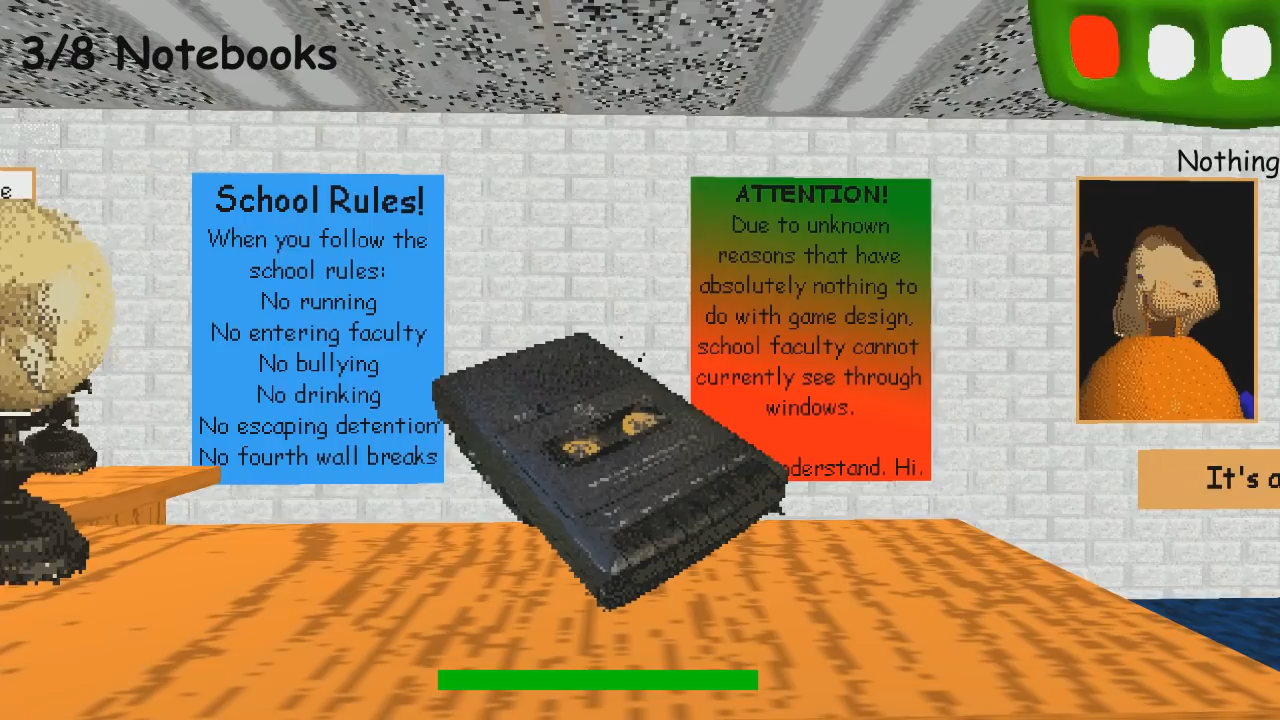 3/8 Notebooks
e
School Rules!
When you follow the
school rules:
No running
No entering faculty
No bullying
No drinking
No escaping detention
No fourth wall breaks
ATTENTION!
Due to unknown
reasons that have
absolutely nothing to
do with game design,
school faculty cannot
currently see through
windows.
nderstand. Hi.
Nothing
A
It's a